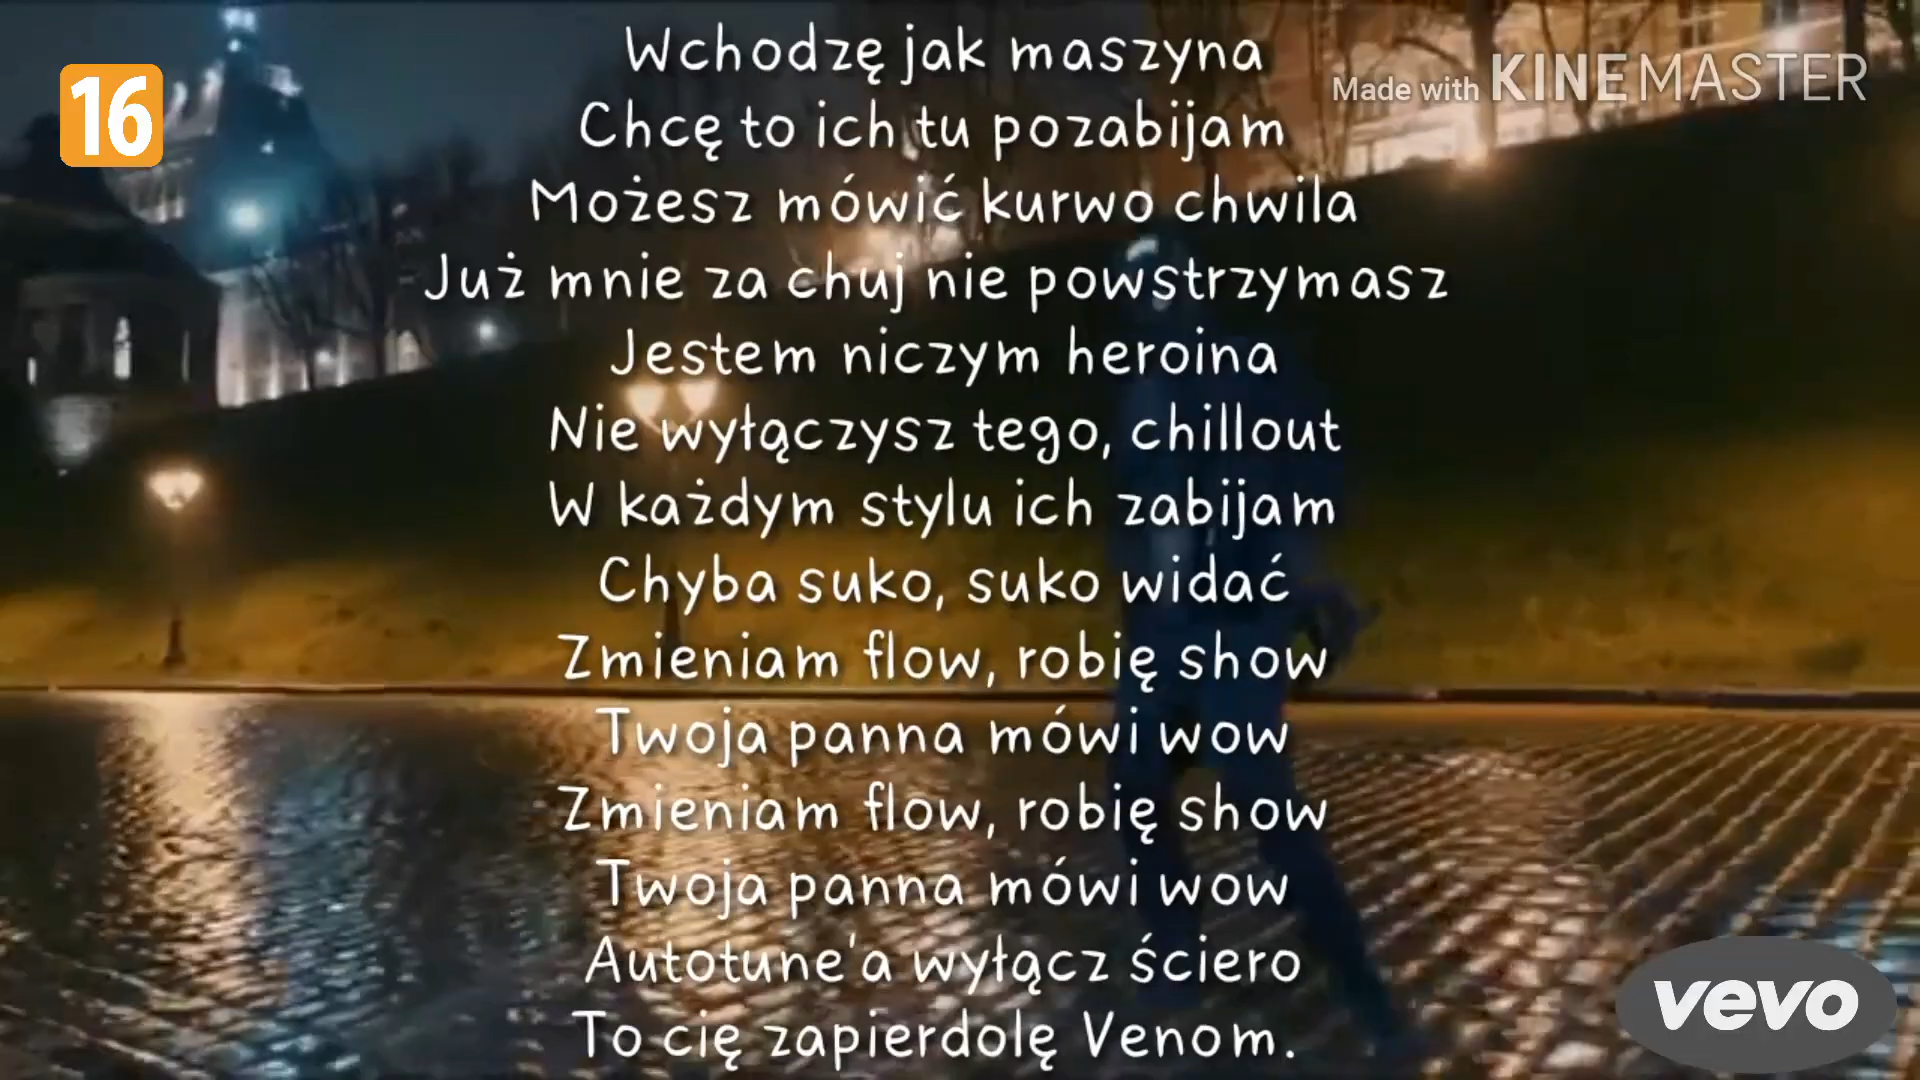 16
Made with KINEMASTER
Wchodzę jak maszyna
Chcę to ich tu pozabijam
Możesz mówić kurwo chwila
Już mnie za chuj nie powstrzymasz
Jestem niczym heroina
Nie wyłączysz tego, chillout
W każdym stylu ich zabijam
Chyba suko, suko widać
Zmieniam flow, robię show
Twoja panna mówi wow
Zmieniam flow, robię show
Twoja panna mówi wow
Autotune'a wyłącz ściero
To cię zapierdolę Venom.
vevo